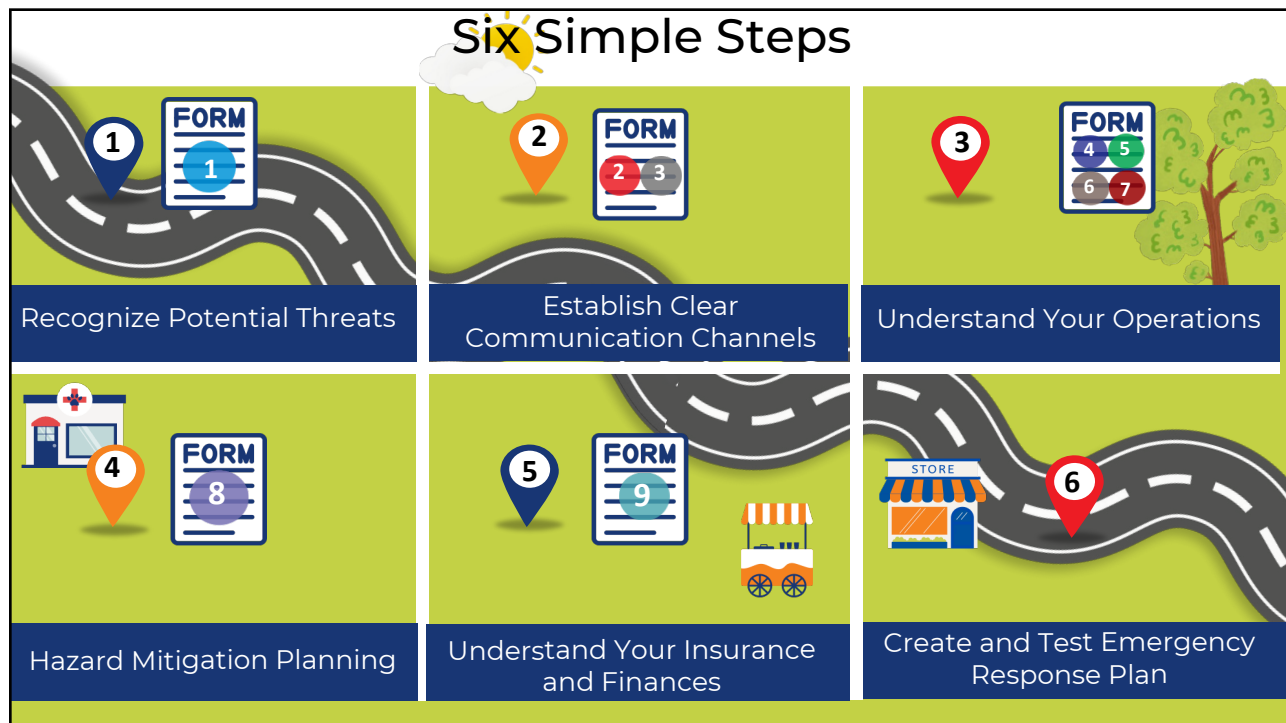 Six Simple Steps
1
FORM
1
Recognize Potential Threats
2
FORM
2 3
Establish Clear
Communication Channels
3
FORM
4 5
6 7
Understand Your Operations
4
FORM
8
Hazard Mitigation Planning
5
FORM
9
Understand Your Insurance
and Finances
STORE
6
Create and Test Emergency
Response Plan